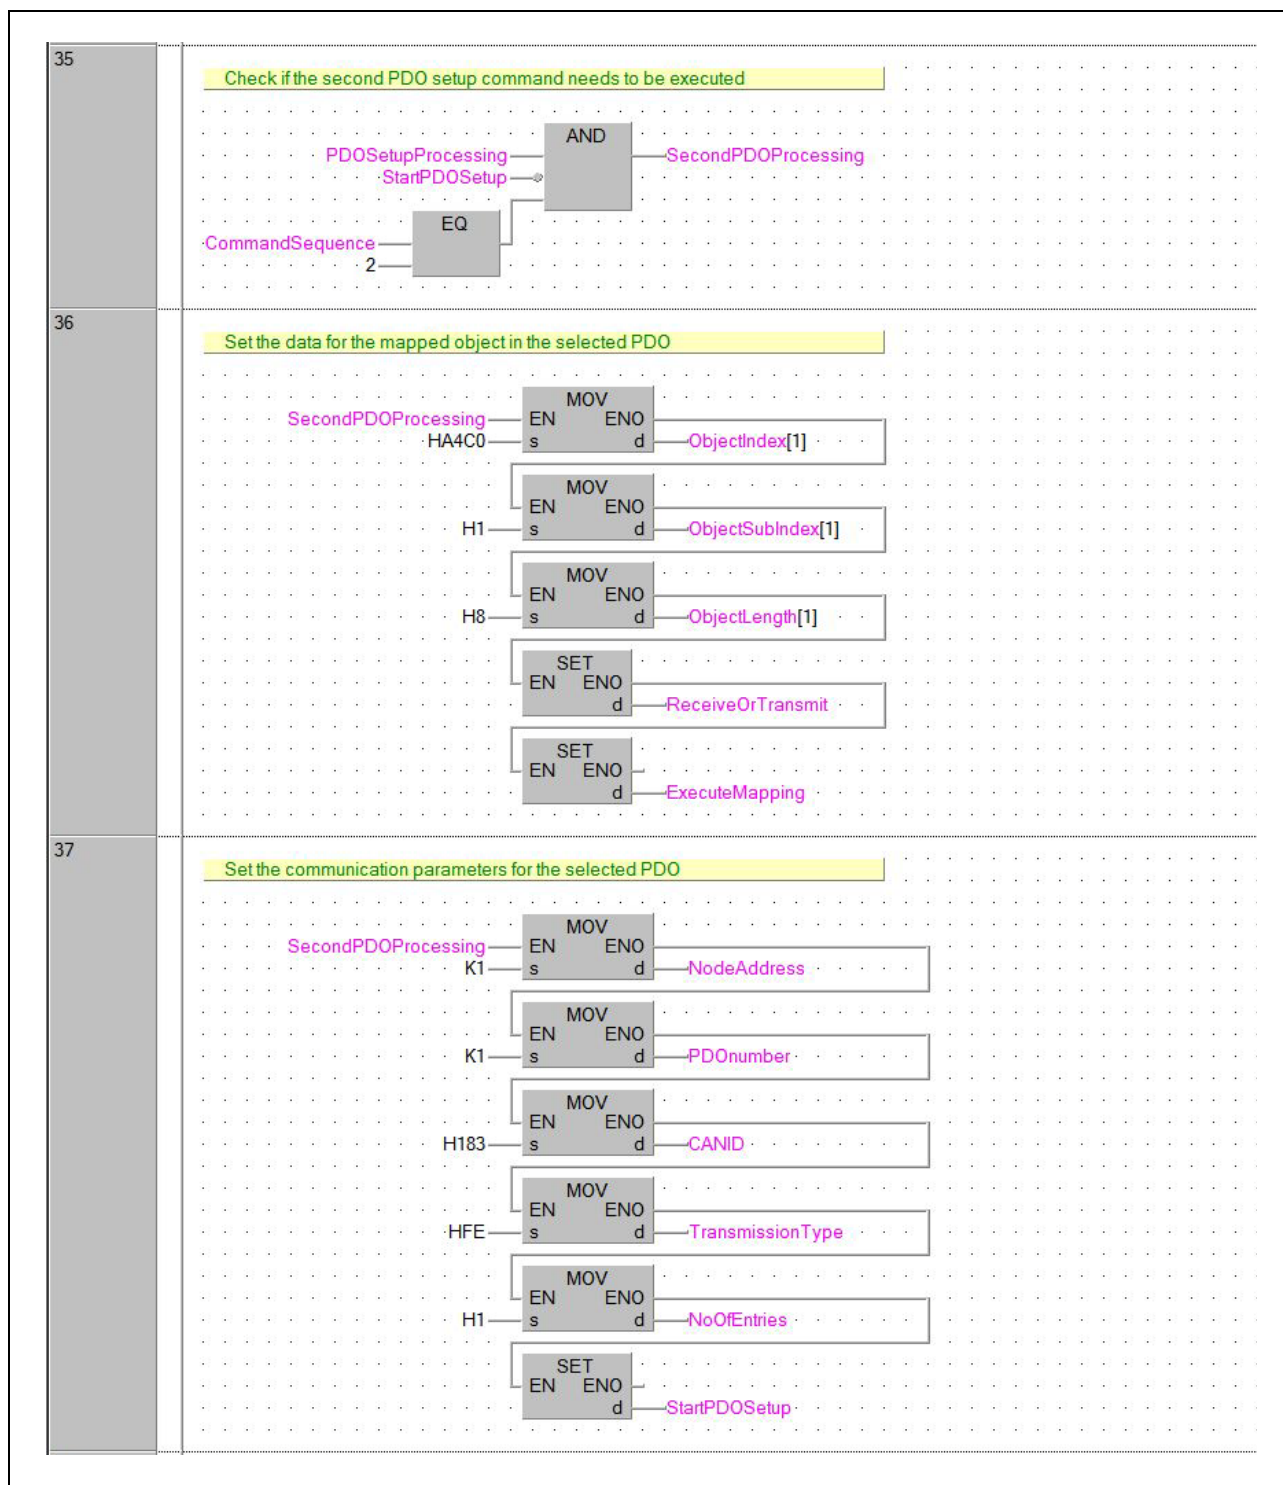 35
Check if the second PDO setup command needs to be executed
AND
PDOSetupProcessing
SecondPDOProcessing
StartPDOSetup
EQ
CommandSequence
2
36
Set the data for the mapped object in the selected PDO
MOV
SecondPDOProcessing EN ENO
HA4C0 s d ObjectIndex[1]
MOV
EN ENO
H1 s d ObjectSubIndex[1]
MOV
EN ENO
H8 s d ObjectLength[1]
SET
EN ENO
d ReceiveOrTransmit
SET
EN ENO
d ExecuteMapping
37
Set the communication parameters for the selected PDO
MOV
SecondPDOProcessing EN ENO
K1 s d NodeAddress
MOV
EN ENO
K1 s d PDOnumber
MOV
EN ENO
H183 s d CANID
MOV
EN ENO
HFE s d TransmissionType
MOV
EN ENO
H1 s d NoOfEntries
SET
EN ENO
d StartPDOSetup